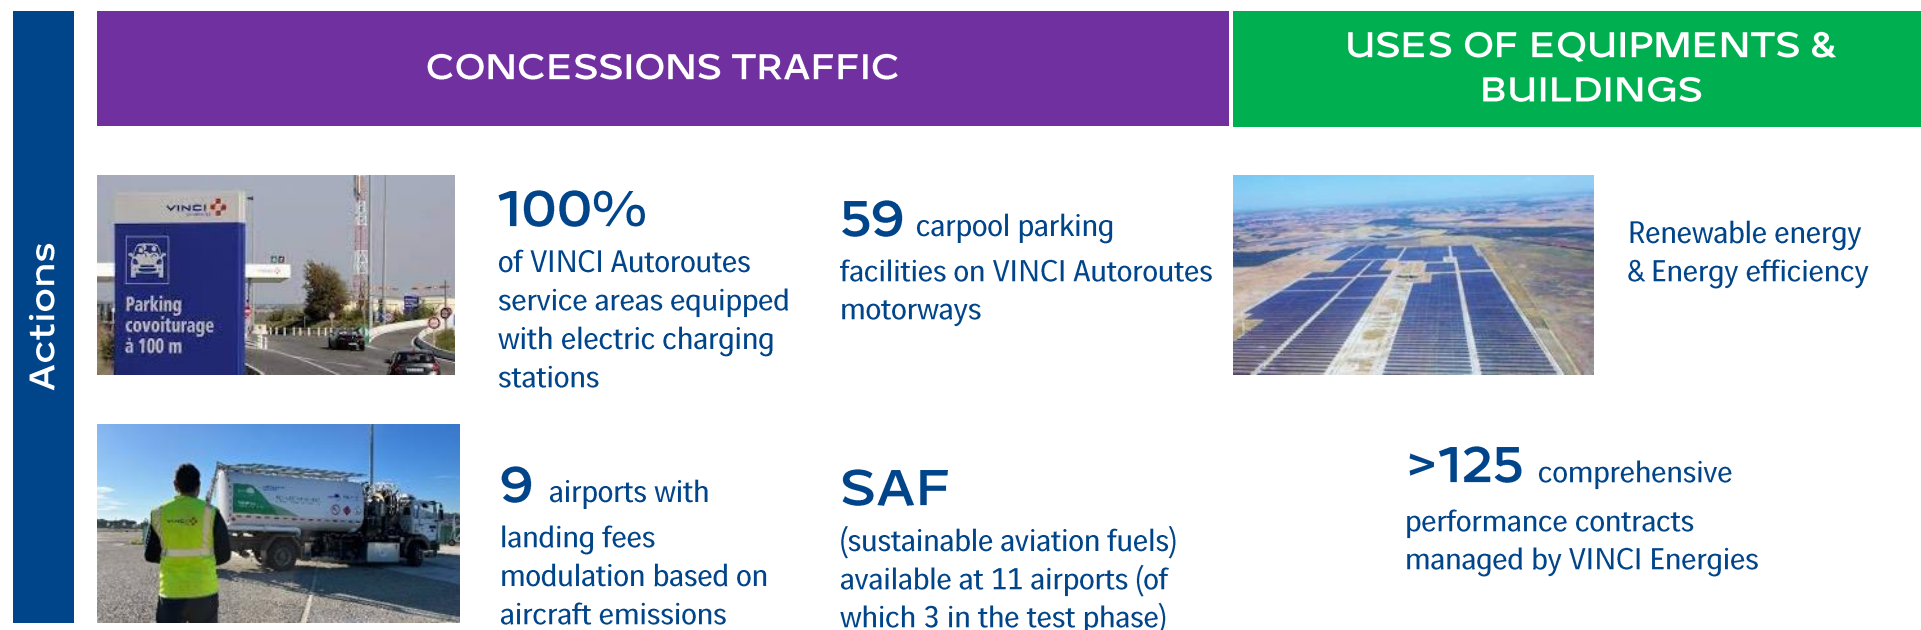 Actions
CONCESSIONS TRAFFIC
USES OF EQUIPMENTS &
BUILDINGS
VINCI
Parking
covoiturage
à 100 m
100%
of VINCI Autoroutes
service areas equipped
with electric charging
stations
59 carpool parking
facilities on VINCI Autoroutes
motorways
Renewable energy
& Energy efficiency
VINCI
9 airports with
landing fees
modulation based on
aircraft emissions
SAF
(sustainable aviation fuels)
available at 11 airports (of
which 3 in the test phase)
>125 comprehensive
performance contracts
managed by VINCI Energies